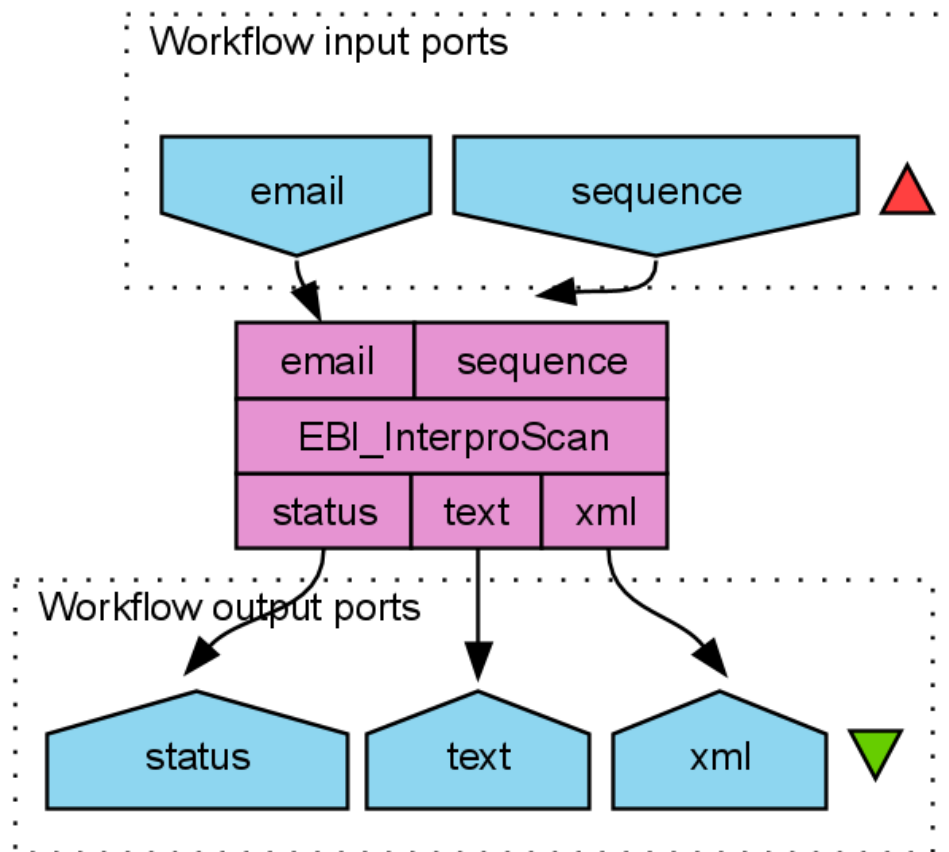 Workflow input ports
email
sequence
email
sequence
EBI_InterproScan
status
text
xml
Workflow output ports
status
text
xml